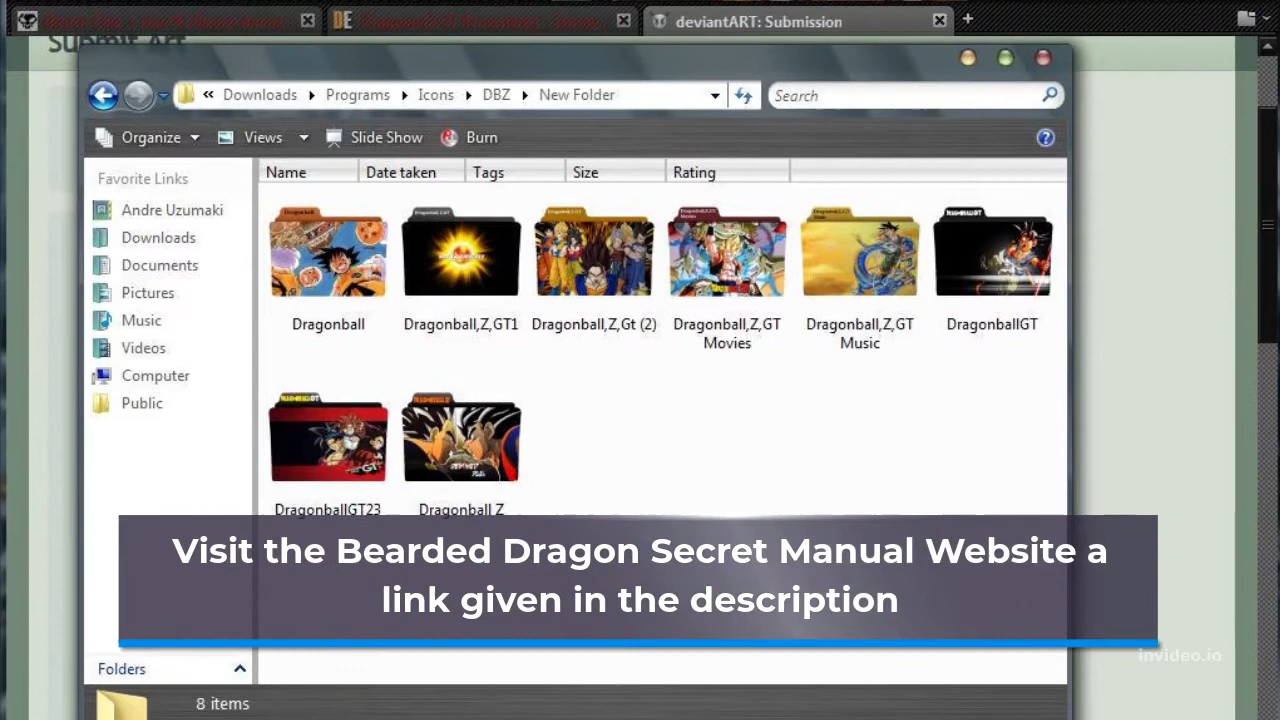 deviantART: Submission
Submit Art
Downloads Programs Icons DBZ New Folder
Search
Organize Views Slide Show Burn
Name Date taken Tags Size Rating
Favorite Links
Andre Uzumaki
Downloads
Documents
Pictures
Music
Videos
Computer
Public
Dragonball
Dragonball,Z,GT1
Dragonball,Z,Gt (2)
Dragonball,Z,GT
Movies
Dragonball,Z,GT
Music
DragonballGT
DragonballGT23
Dragonball Z
Visit the Bearded Dragon Secret Manual Website a
link given in the description
invideo.io
Folders
8 items